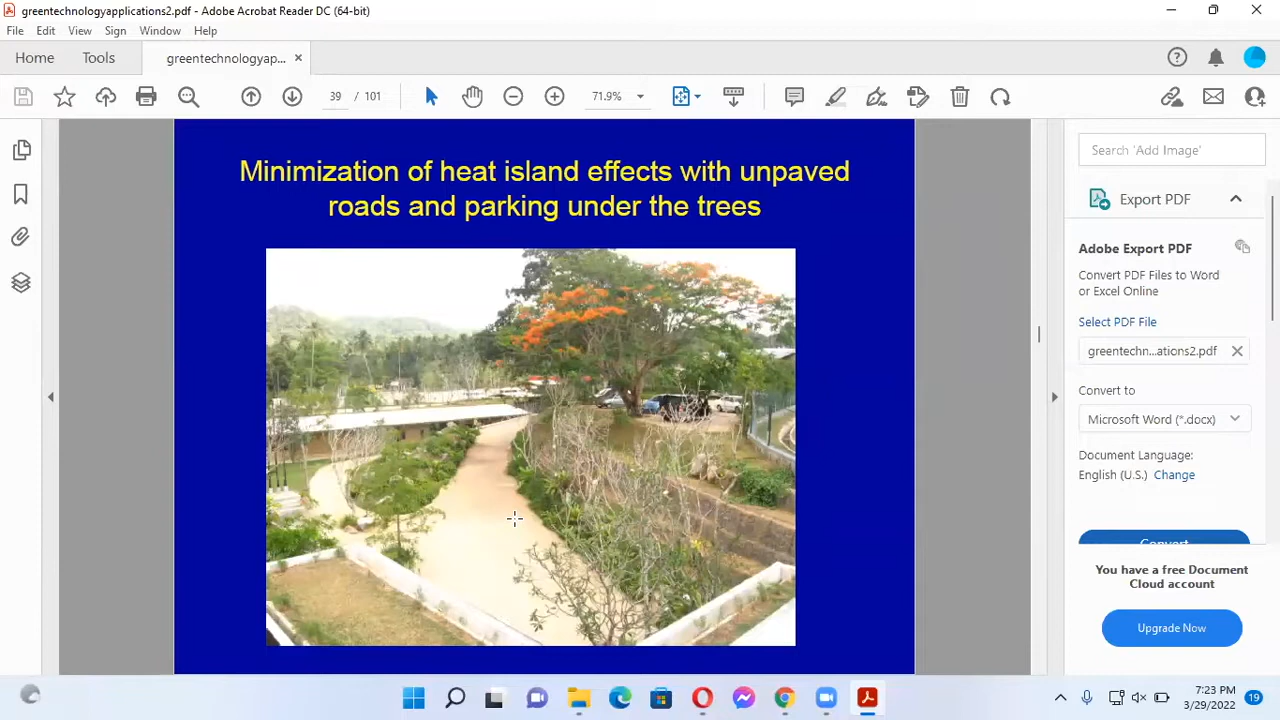 greentechnologyapplications2.pdf - Adobe Acrobat Reader DC (64-bit)
File Edit View Sign Window Help
Home Tools greentechnologyap... ×
39 / 101 71.9%
Minimization of heat island effects with unpaved
roads and parking under the trees
Search 'Add Image'
Export PDF
Adobe Export PDF
Convert PDF Files to Word
or Excel Online
Select PDF File
greentechn...ations2.pdf
Convert to
Microsoft Word (*.docx)
Document Language:
English (U.S.) Change
Convert
You have a free Document
Cloud account
Upgrade Now
7:23 PM
3/29/2022
19